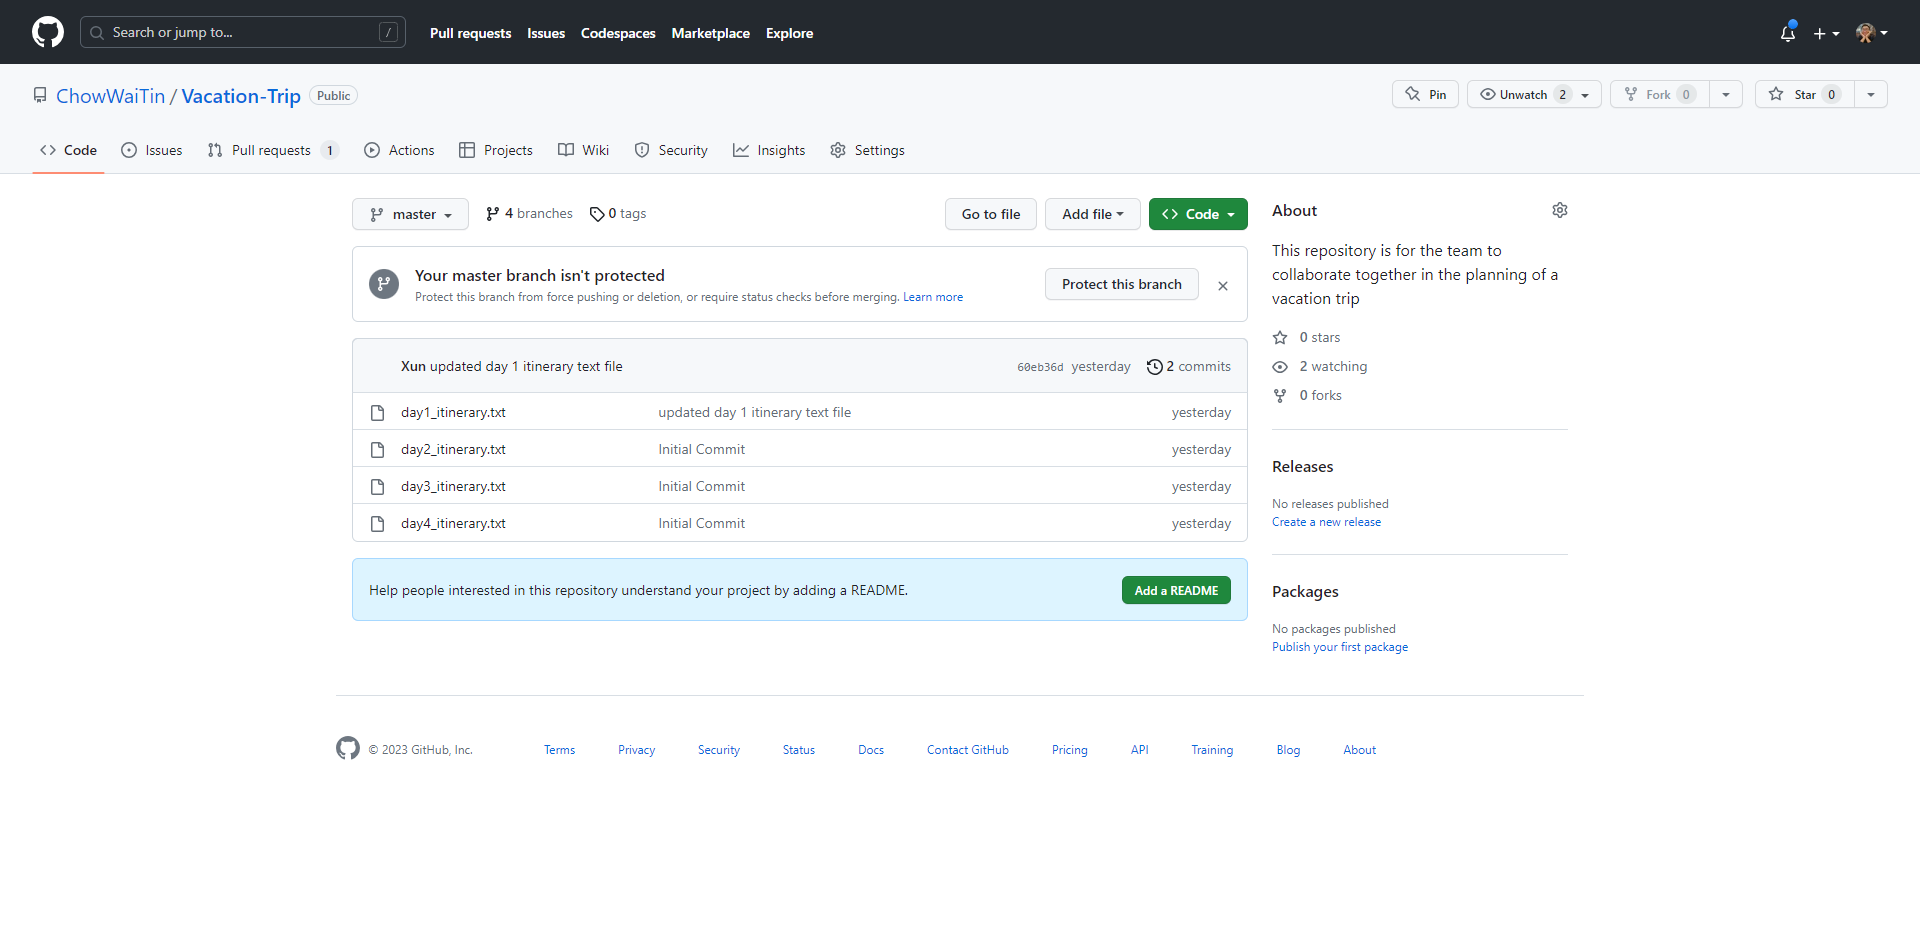 Search or jump to... /
Pull requests Issues Codespaces Marketplace Explore
ChowWaiTin / Vacation-Trip Public
Pin Unwatch 2 Fork 0 Star 0
Code Issues Pull requests 1 Actions Projects Wiki Security Insights Settings
master 4 branches 0 tags Go to file Add file Code
Your master branch isn't protected
Protect this branch from force pushing or deletion, or require status checks before merging. Learn more
Protect this branch
Xun updated day 1 itinerary text file 60eb36d yesterday 2 commits
day1_itinerary.txt updated day 1 itinerary text file yesterday
day2_itinerary.txt Initial Commit yesterday
day3_itinerary.txt Initial Commit yesterday
day4_itinerary.txt Initial Commit yesterday
Help people interested in this repository understand your project by adding a README. Add a README
About
This repository is for the team to
collaborate together in the planning of a
vacation trip
0 stars
2 watching
0 forks
Releases
No releases published
Create a new release
Packages
No packages published
Publish your first package
© 2023 GitHub, Inc. Terms Privacy Security Status Docs Contact GitHub Pricing API Training Blog About